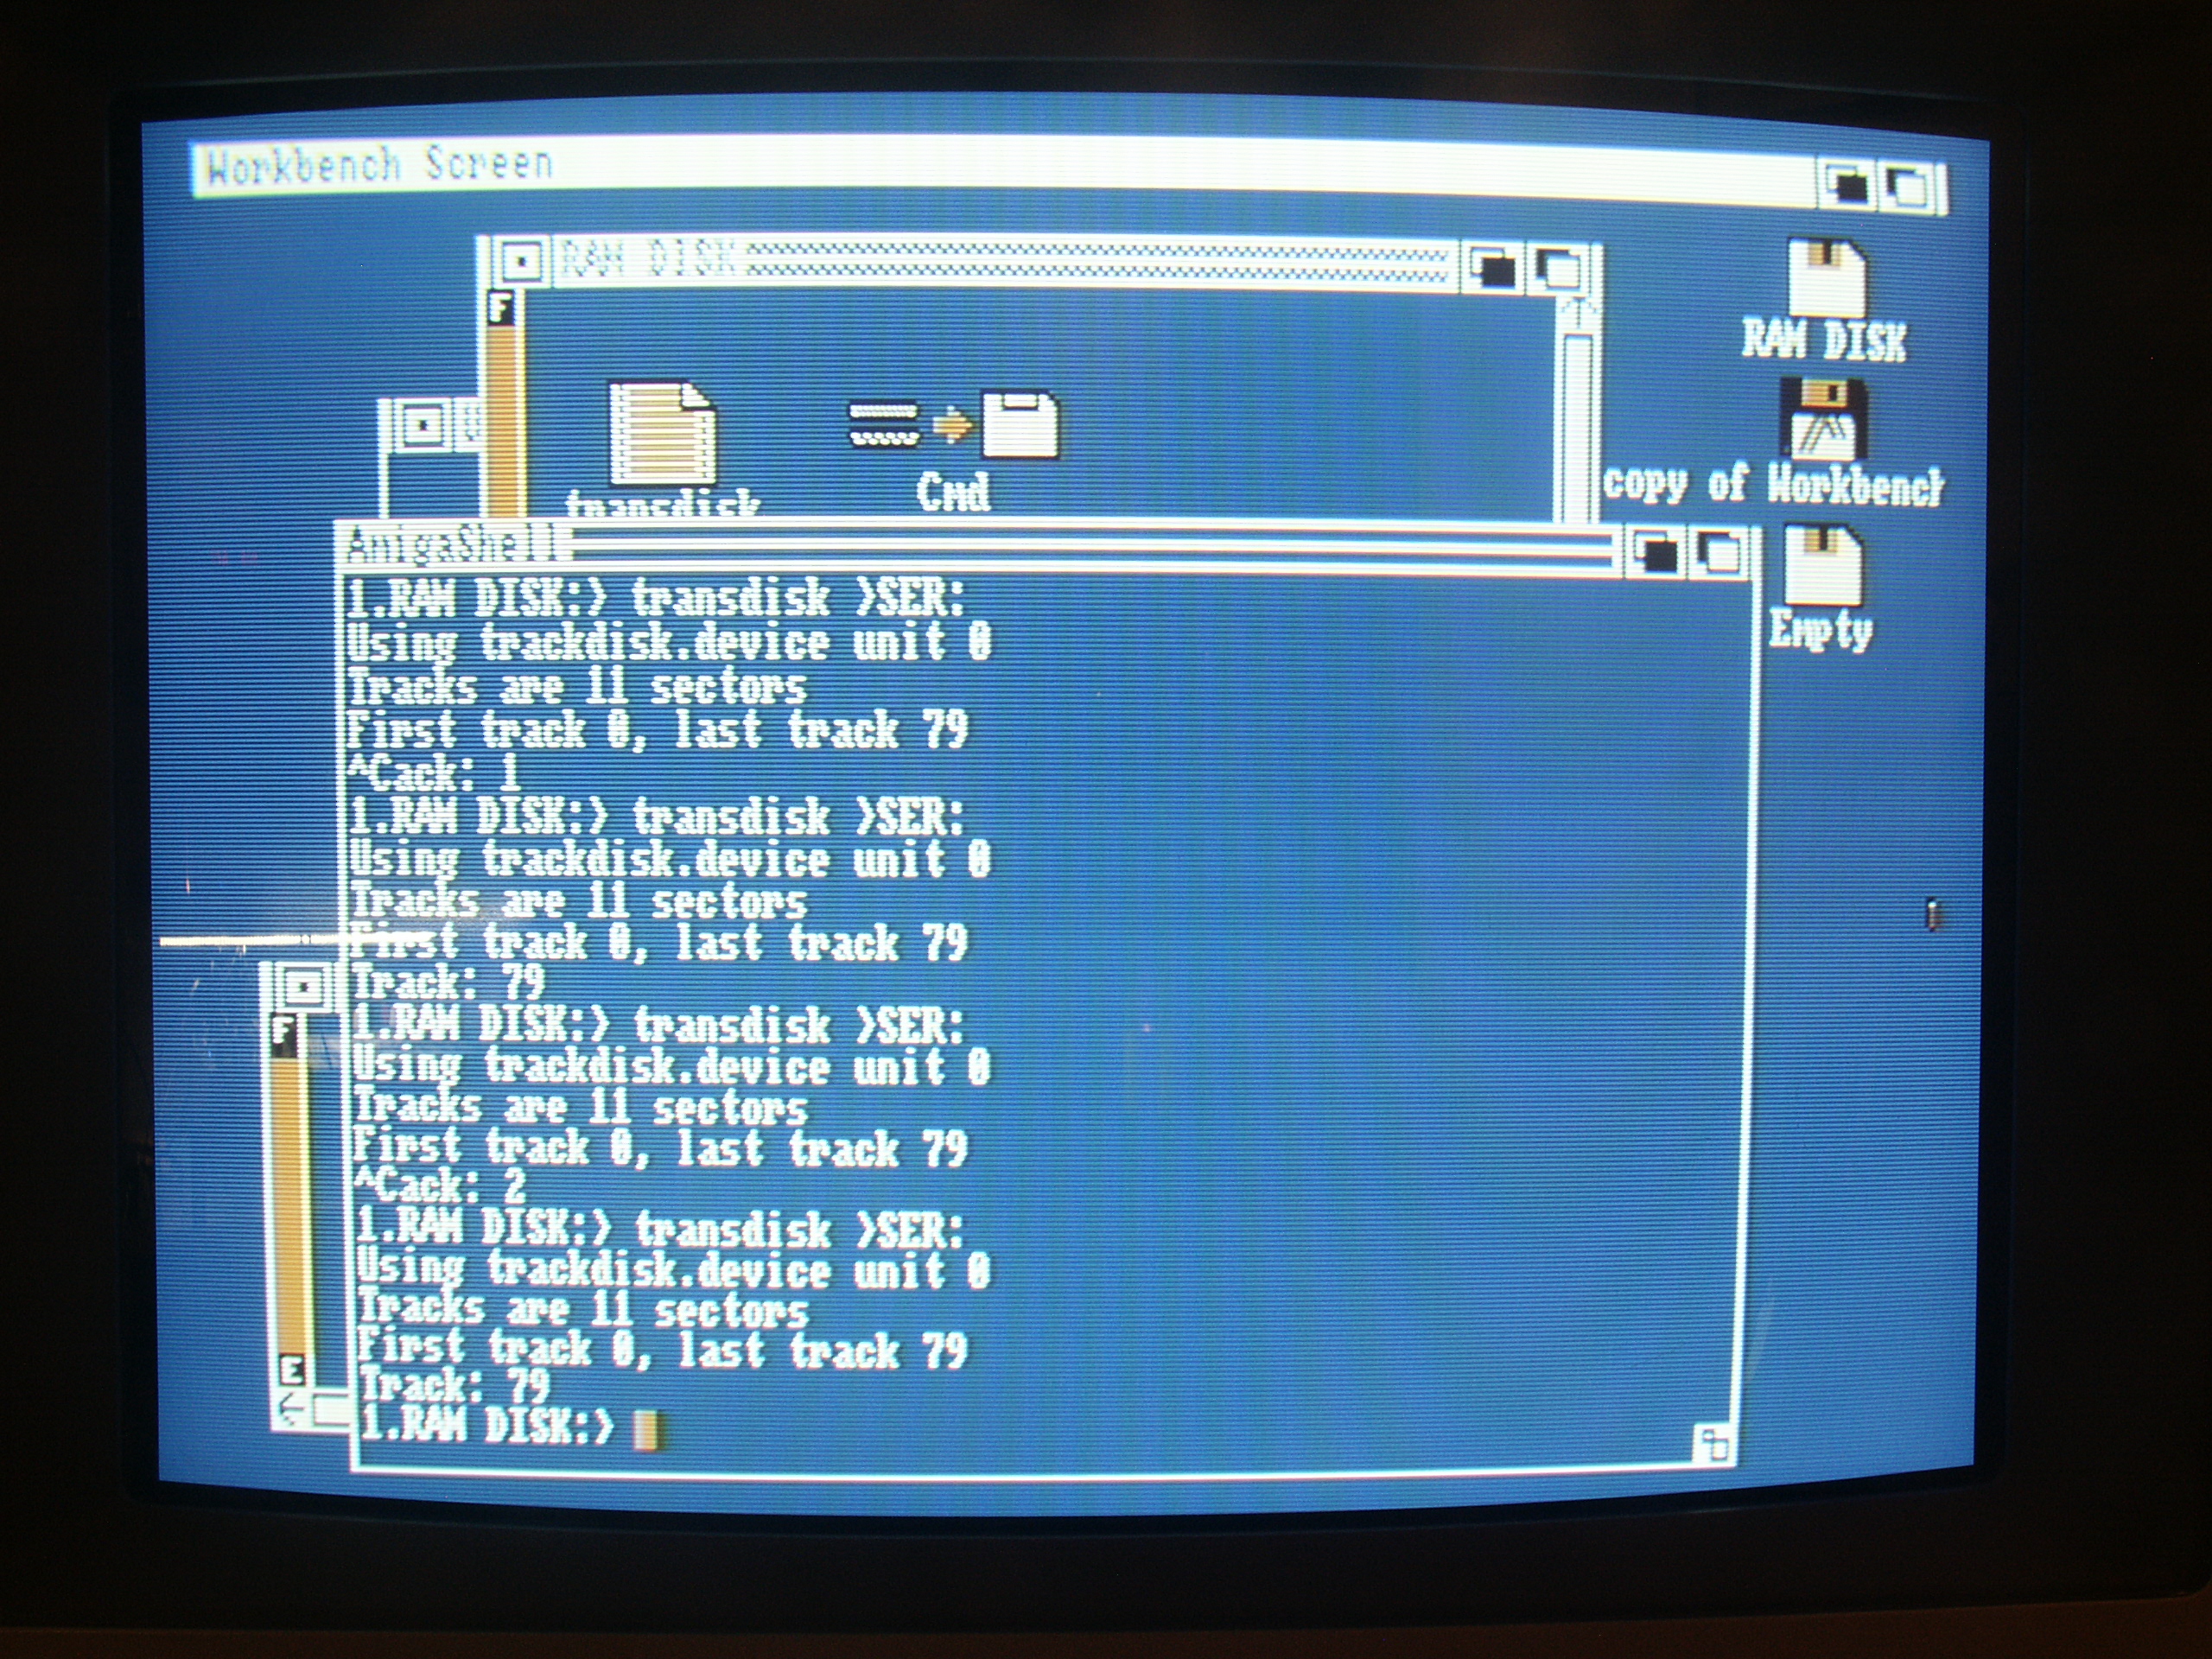 Workbench Screen
RAM DISK
F
RAM DISK
transdisk
Cmd
copy of Workbench
Empty
AmigaShell
1.RAM DISK:> transdisk >SER:
Using trackdisk.device unit 0
Tracks are 11 sectors
First track 0, last track 79
^Cack: 1
1.RAM DISK:> transdisk >SER:
Using trackdisk.device unit 0
Tracks are 11 sectors
First track 0, last track 79
Track: 79
1.RAM DISK:> transdisk >SER:
Using trackdisk.device unit 0
Tracks are 11 sectors
First track 0, last track 79
^Cack: 2
1.RAM DISK:> transdisk >SER:
Using trackdisk.device unit 0
Tracks are 11 sectors
First track 0, last track 79
Track: 79
1.RAM DISK:>
F
E